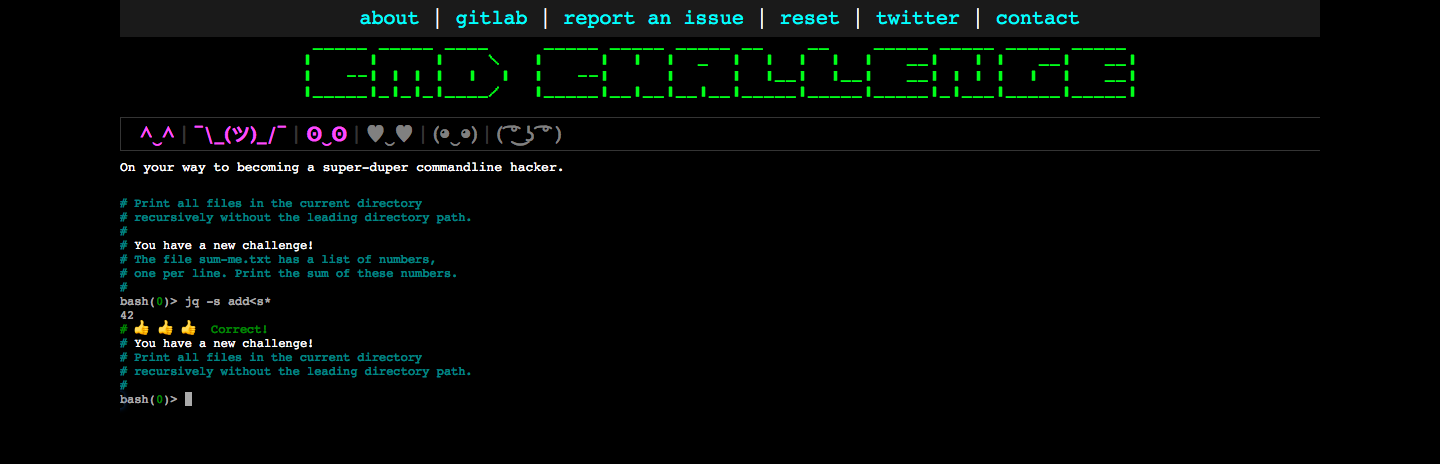 about | gitlab | report an issue | reset | twitter | contact
CMD CHALLENGE
^‿^ | ¯\_(ツ)_/¯ | ʘ‿ʘ | ♥‿♥ | (◕‿◕) | ( ͡° ͜ʖ ͡° )
On your way to becoming a super-duper commandline hacker.
# Print all files in the current directory
# recursively without the leading directory path.
#
# You have a new challenge!
# The file sum-me.txt has a list of numbers,
# one per line. Print the sum of these numbers.
#
bash(0)> jq -s add<s*
42
# 👍 👍 👍 Correct!
# You have a new challenge!
# Print all files in the current directory
# recursively without the leading directory path.
#
bash(0)>